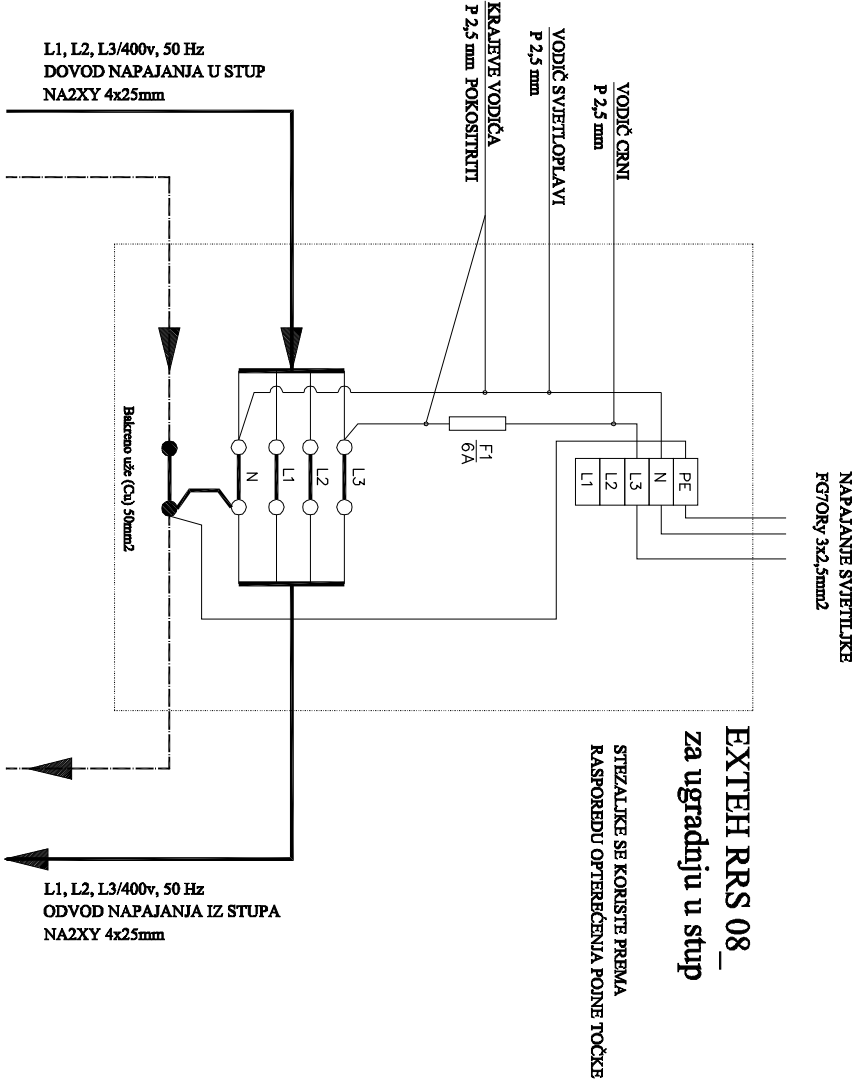 L1, L2, L3/400v, 50 Hz
DOVOD NAPAJANJA U STUP
NA2XY 4x25mm
KRAJEVE VODIČA
P 2,5 mm POKOSITRITI
VODIČ SVJETLOPLAVI
P 2,5 mm
VODIČ CRNI
P 2,5 mm
NAPAJANJE SVJETILJKE
FG7ORy 3x2,5mm2
PE
N
L3
L2
L1
F1
6A
L3
L2
L1
N
Bakreno uže (Cu) 50mm2
EXTEH RRS 08_
za ugradnju u stup
STEZALJKE SE KORISTE PREMA
RASPOREDU OPTEREĆENJA POJNE TOČKE
L1, L2, L3/400v, 50 Hz
ODVOD NAPAJANJA IZ STUPA
NA2XY 4x25mm